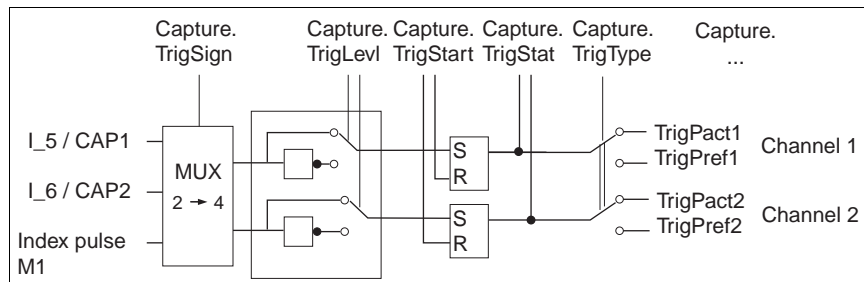 Capture.
TrigSign
Capture.
TrigLevl
Capture.
TrigStart
Capture.
TrigStat
Capture.
TrigType
Capture.
...
I_5 / CAP1
I_6 / CAP2
Index pulse
M1
MUX
2 → 4
S
R
S
R
TrigPact1
TrigPref1
Channel 1
TrigPact2
TrigPref2
Channel 2